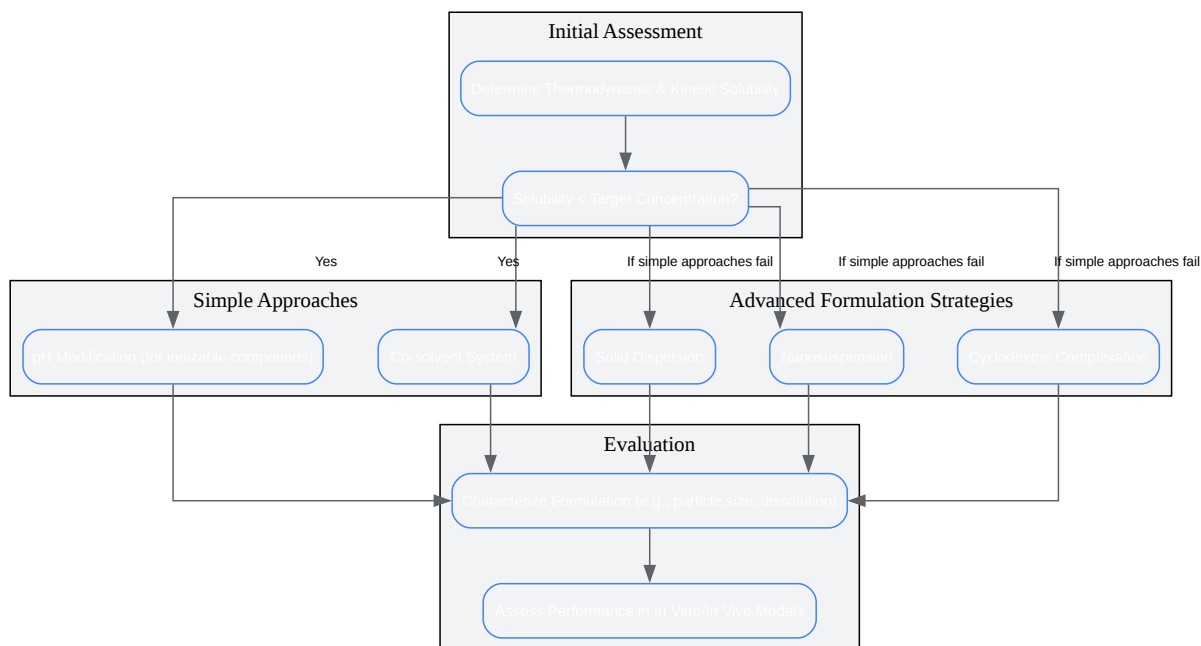 Initial Assessment
Determine Thermodynamic & Kinetic Solubility
Solubility < Target Concentration?
Yes
Yes
If simple approaches fail
If simple approaches fail
If simple approaches fail
Simple Approaches
Advanced Formulation Strategies
pH Modification (for ionizable compounds)
Co-solvent System
Solid Dispersion
Nanosuspension
Cyclodextrin Complexation
Evaluation
Characterize Formulation (e.g., particle size, dissolution)
Assess Performance in In Vitro/In Vivo Models